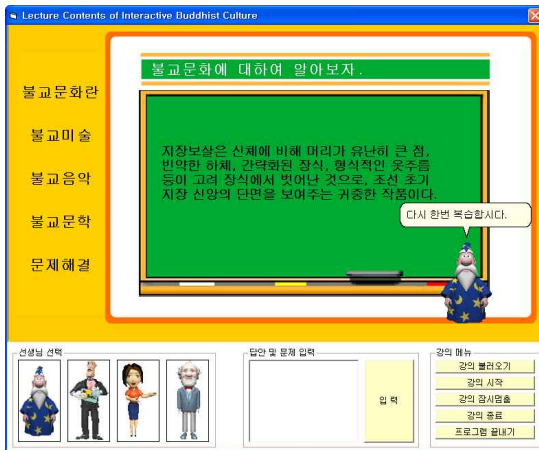 Lecture Contents of Interactive Buddhist Culture
불교문화에 대하여 알아보자.
불교문화란
불교미술
불교음악
불교문학
문제해결
지장보살은 신체에 비해 머리가 유난히 큰 점,
빈약한 하체, 간략화된 장식, 형식적인 옷주름
등이 고려 장식에서 벗어난 것으로, 조선 초기
지장 신앙의 단면을 보여주는 귀중한 작품이다.
다시 한번 복습합시다.
선생님 선택
답안 및 문제 입력
입 력
강의 메뉴
강의 불러오기
강의 시작
강의 잠시멈춤
강의 종료
프로그램 끝내기